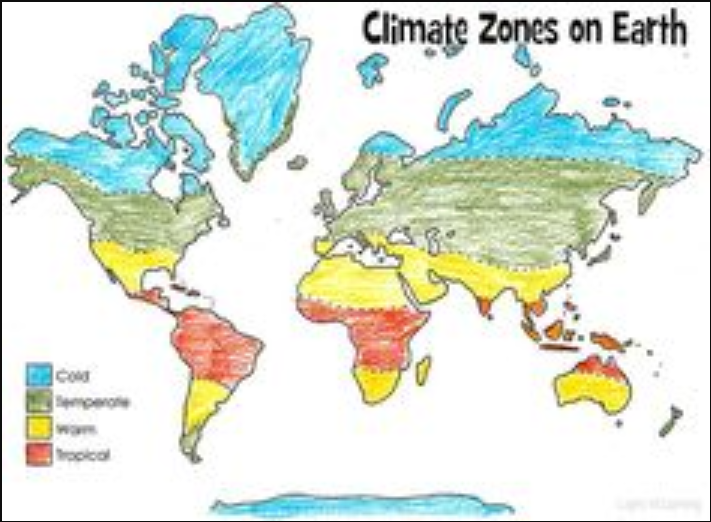 Climate Zones on Earth
Cold
Temperate
Warm
Tropical